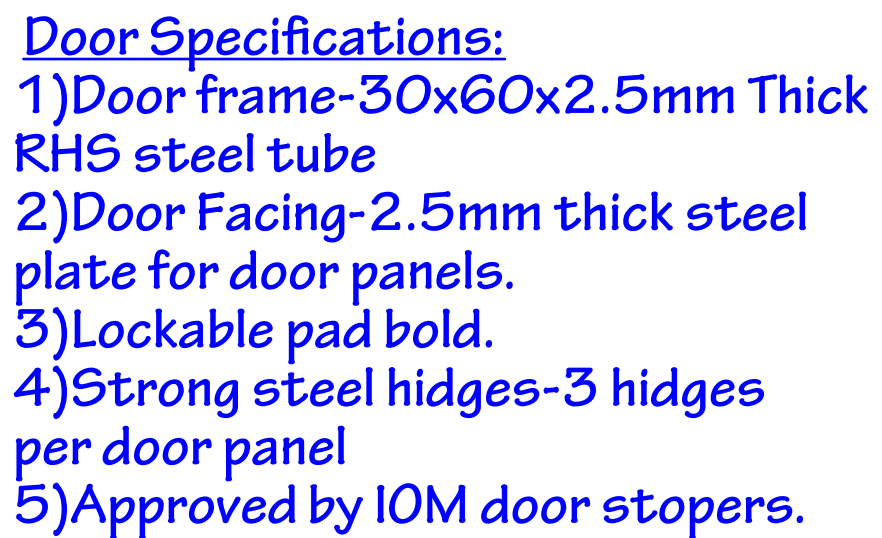 Door Specifications:
1)Door frame-30x60x2.5mm Thick
RHS steel tube
2)Door Facing-2.5mm thick steel
plate for door panels.
3)Lockable pad bold.
4)Strong steel hidges-3 hidges
per door panel
5)Approved by IOM door stopers.